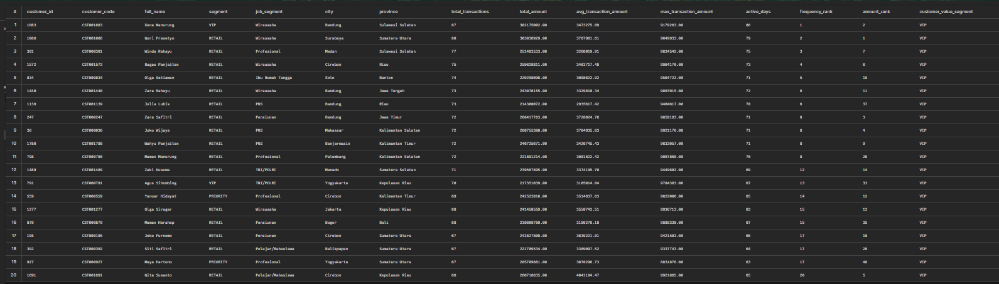 # customer_id customer_code full_name segment job_segment city province total_transactions total_amount avg_transaction_amount max_transaction_amount active_days frequency_rank amount_rank customer_value_segment
1 1883 CST001883 Xena Manurung VIP Wirausaha Bandung Sulawesi Selatan 87 302175002.00 3473275.89 9179263.00 86 1 2 VIP
2 1086 CST001086 Gori Prasetyo RETAIL Wirausaha Surabaya Sumatera Utara 80 303036929.00 3787961.61 9649933.00 79 2 1 VIP
3 381 CST000381 Winda Rahayu RETAIL Profesional Medan Sulawesi Selatan 77 251483533.00 3266019.91 9834542.00 75 3 7 VIP
4 1572 CST001572 Bagas Panjaitan RETAIL Wirausaha Cirebon Riau 75 259628811.00 3461717.48 9964170.00 73 4 6 VIP
5 834 CST000834 Olga Setiawan RETAIL Ibu Rumah Tangga Solo Banten 74 229298096.00 3098622.92 9564722.00 71 5 19 VIP
6 1440 CST001440 Zara Rahayu RETAIL Wirausaha Bandung Jawa Tengah 73 243076155.00 3329810.34 9893915.00 72 6 11 VIP
7 1139 CST001139 Julia Lubis RETAIL PNS Bandung Riau 73 214300072.00 2935617.42 9404617.00 70 6 37 VIP
8 247 CST000247 Zara Safitri RETAIL Pensiunan Bandung Jawa Timur 72 268417783.00 3728024.76 9859193.00 71 8 3 VIP
9 36 CST000036 Joko Wijaya RETAIL PNS Makassar Kalimantan Selatan 72 266755380.00 3704935.83 9921176.00 71 8 4 VIP
10 1780 CST001780 Wahyu Panjaitan RETAIL PNS Banjarmasin Kalimantan Timur 72 246725671.00 3426745.43 9833057.00 71 8 9 VIP
11 798 CST000798 Maman Manurung RETAIL Profesional Palembang Kalimantan Selatan 72 221891214.00 3081822.42 9097868.00 70 8 26 VIP
12 1489 CST001489 Zaki Kusuma RETAIL TNI/POLRI Manado Sumatera Selatan 71 239567895.00 3374195.70 9449602.00 69 12 14 VIP
13 791 CST000791 Agus Sihombing VIP TNI/POLRI Yogyakarta Kepulauan Riau 70 217351039.00 3105014.84 9784383.00 67 13 33 VIP
14 559 CST000559 Yanuar Hidayat PRIORITY Profesional Cirebon Kalimantan Timur 69 242523810.00 3514837.83 9622006.00 65 14 12 VIP
15 1277 CST001277 Olga Siregar RETAIL Wirausaha Jakarta Kepulauan Riau 68 241450559.00 3550743.51 9936713.00 63 15 13 VIP
16 879 CST000879 Maman Harahap RETAIL Pensiunan Bogor Bali 68 216666780.00 3186276.18 9888330.00 67 15 35 VIP
17 195 CST000195 Joko Purnomo RETAIL Pensiunan Cirebon Sumatera Utara 67 243827808.00 3639221.01 9421503.00 66 17 10 VIP
18 392 CST000392 Siti Safitri RETAIL Pelajar/Mahasiswa Balikpapan Sumatera Utara 67 221709534.00 3309097.52 9337743.00 64 17 28 VIP
19 927 CST000927 Maya Hartono PRIORITY Profesional Yogyakarta Sumatera Utara 67 205709881.00 3070296.73 8831876.00 63 17 48 VIP
20 1691 CST001691 Gita Susanto RETAIL Pelajar/Mahasiswa Cirebon Kepulauan Riau 66 266718835.00 4041194.47 9921865.00 65 20 5 VIP